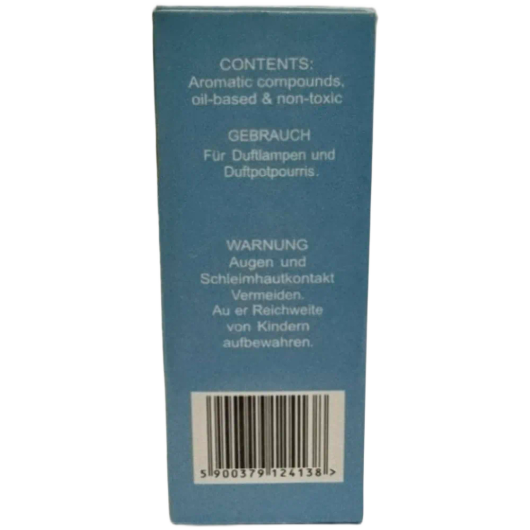 CONTENTS:
Aromatic compounds,
oil-based & non-toxic
GEBRAUCH
Für Duftlampen und
Duftpotpourris.
WARNUNG
Augen und
Schleimhautkontakt
Vermeiden.
Au er Reichweite
von Kindern
aufbewahren.
5 900379 124138 >